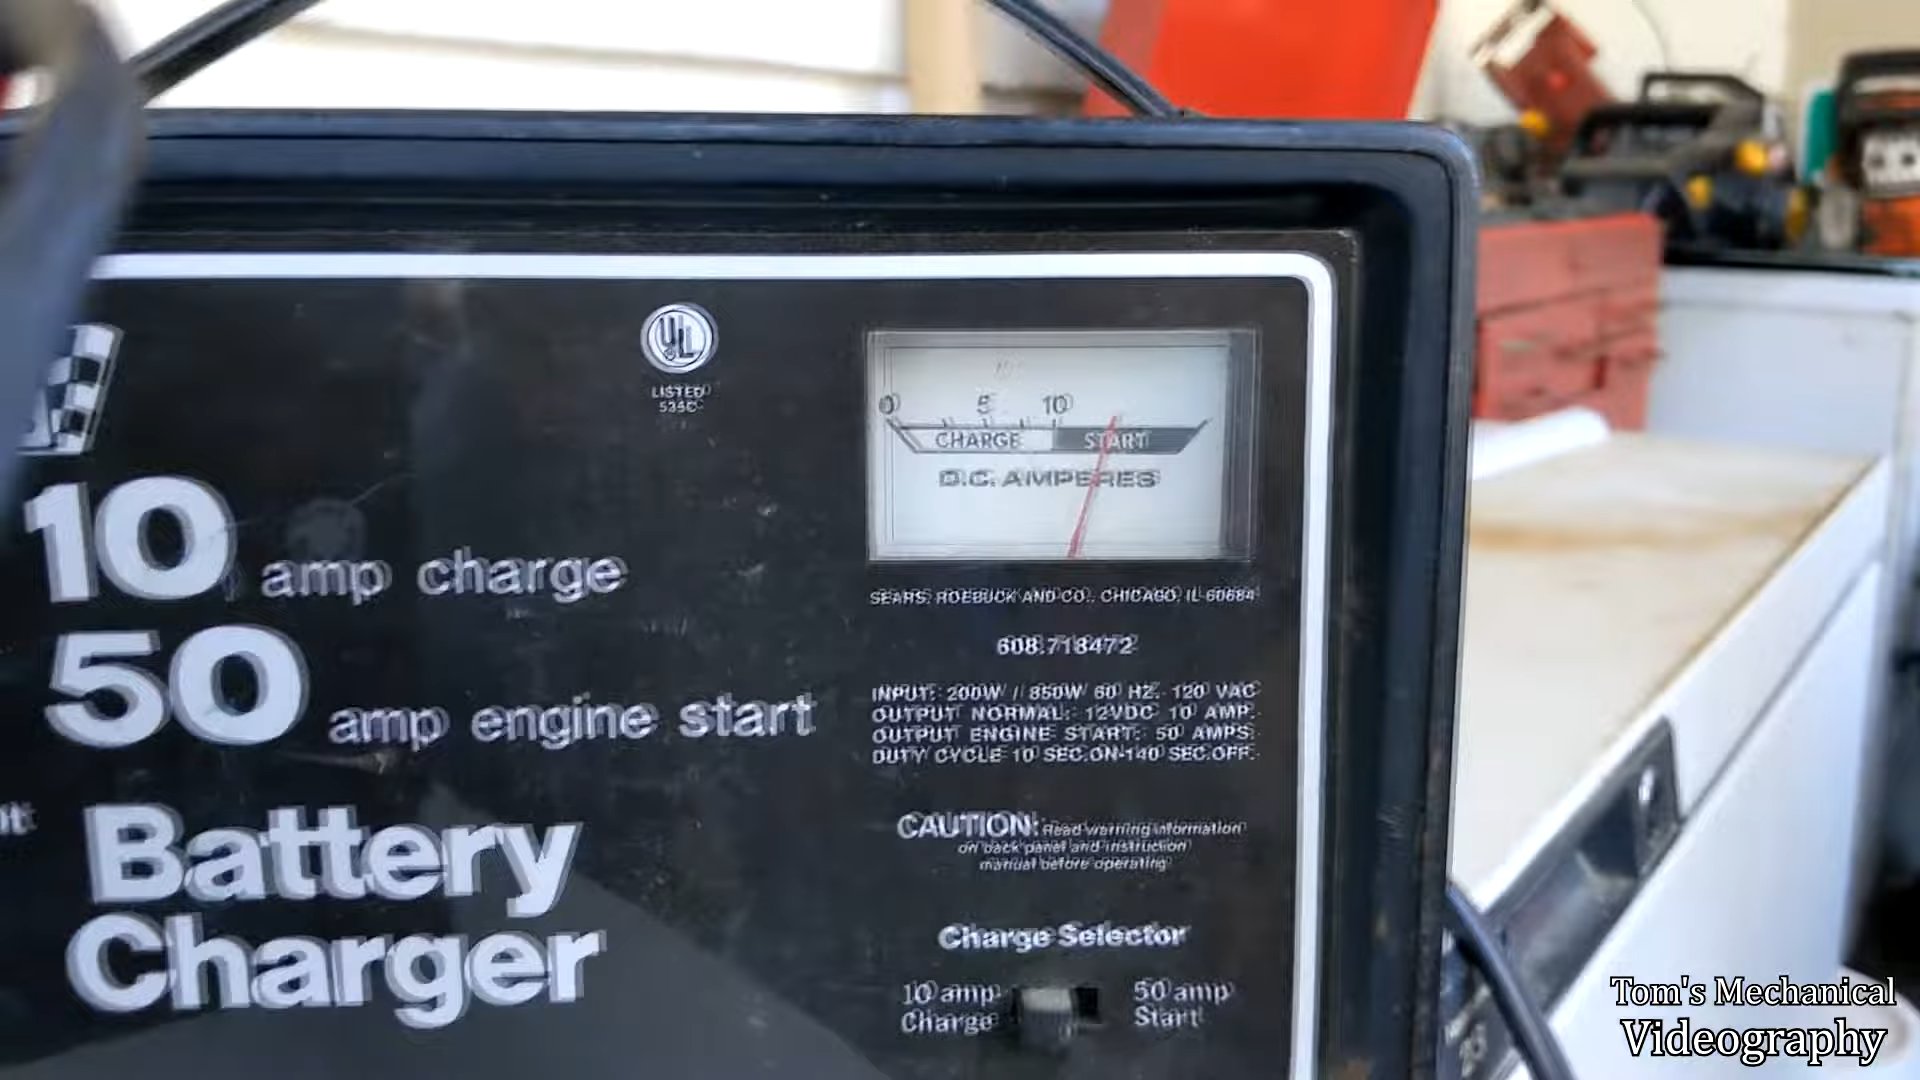 UL
LISTED
535C
0 5 10
CHARGE START
D.C. AMPERES
10 amp charge
50 amp engine start
Battery
Charger
SEARS, ROEBUCK AND CO., CHICAGO, IL 60684
608.718472
INPUT: 200W / 850W 60 HZ. 120 VAC
OUTPUT NORMAL: 12VDC 10 AMP.
OUTPUT ENGINE START: 50 AMPS.
DUTY CYCLE 10 SEC.ON-140 SEC.OFF.
CAUTION: Read warning information
on back panel and instruction
manual before operating
Charge Selector
10 amp
Charge
50 amp
Start
Tom's Mechanical
Videography